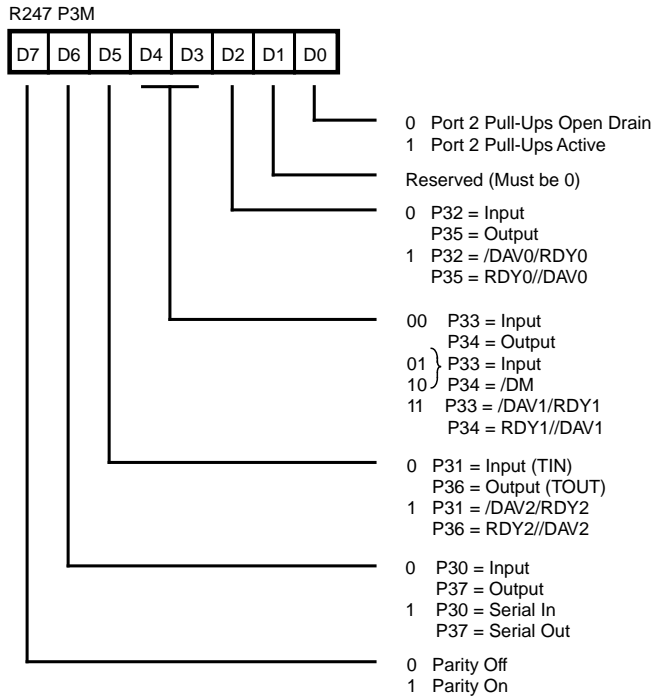 R247 P3M
D7 D6 D5 D4 D3 D2 D1 D0
0 Port 2 Pull-Ups Open Drain
1 Port 2 Pull-Ups Active
Reserved (Must be 0)
0 P32 = Input
P35 = Output
1 P32 = /DAV0/RDY0
P35 = RDY0//DAV0
00 P33 = Input
P34 = Output
01 } P33 = Input
10 P34 = /DM
11 P33 = /DAV1/RDY1
P34 = RDY1//DAV1
0 P31 = Input (TIN)
P36 = Output (TOUT)
1 P31 = /DAV2/RDY2
P36 = RDY2//DAV2
0 P30 = Input
P37 = Output
1 P30 = Serial In
P37 = Serial Out
0 Parity Off
1 Parity On